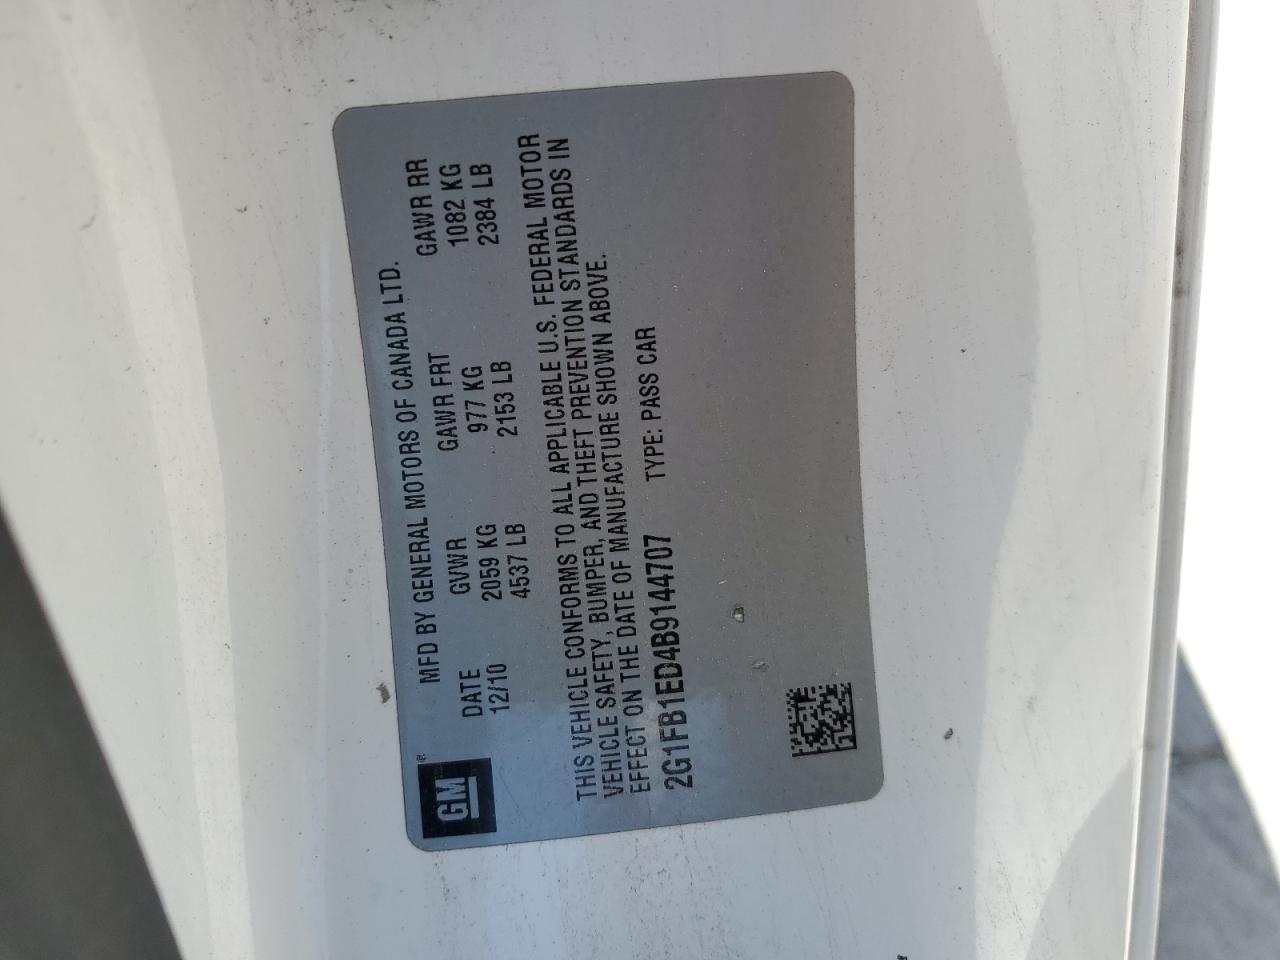 GM®
MFD BY GENERAL MOTORS OF CANADA LTD.
DATE GVWR GAWR FRT GAWR RR
12/10 2059 KG 977 KG 1082 KG
4537 LB 2153 LB 2384 LB
THIS VEHICLE CONFORMS TO ALL APPLICABLE U.S. FEDERAL MOTOR
VEHICLE SAFETY, BUMPER, AND THEFT PREVENTION STANDARDS IN
EFFECT ON THE DATE OF MANUFACTURE SHOWN ABOVE.
2G1FB1ED4B9144707 TYPE: PASS CAR